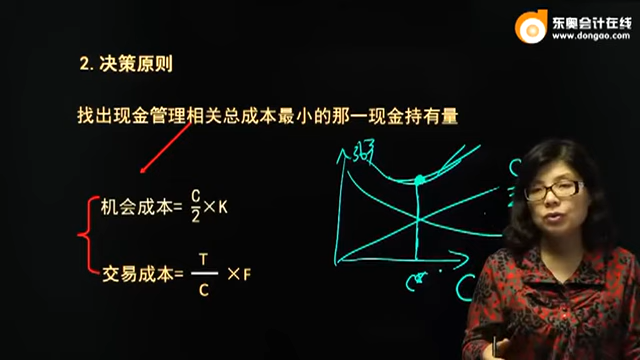 东奥会计在线
www.dongao.com
2.决策原则
找出现金管理相关总成本最小的那一现金持有量
机会成本=C/2×K
交易成本=T/C ×F
C*
C